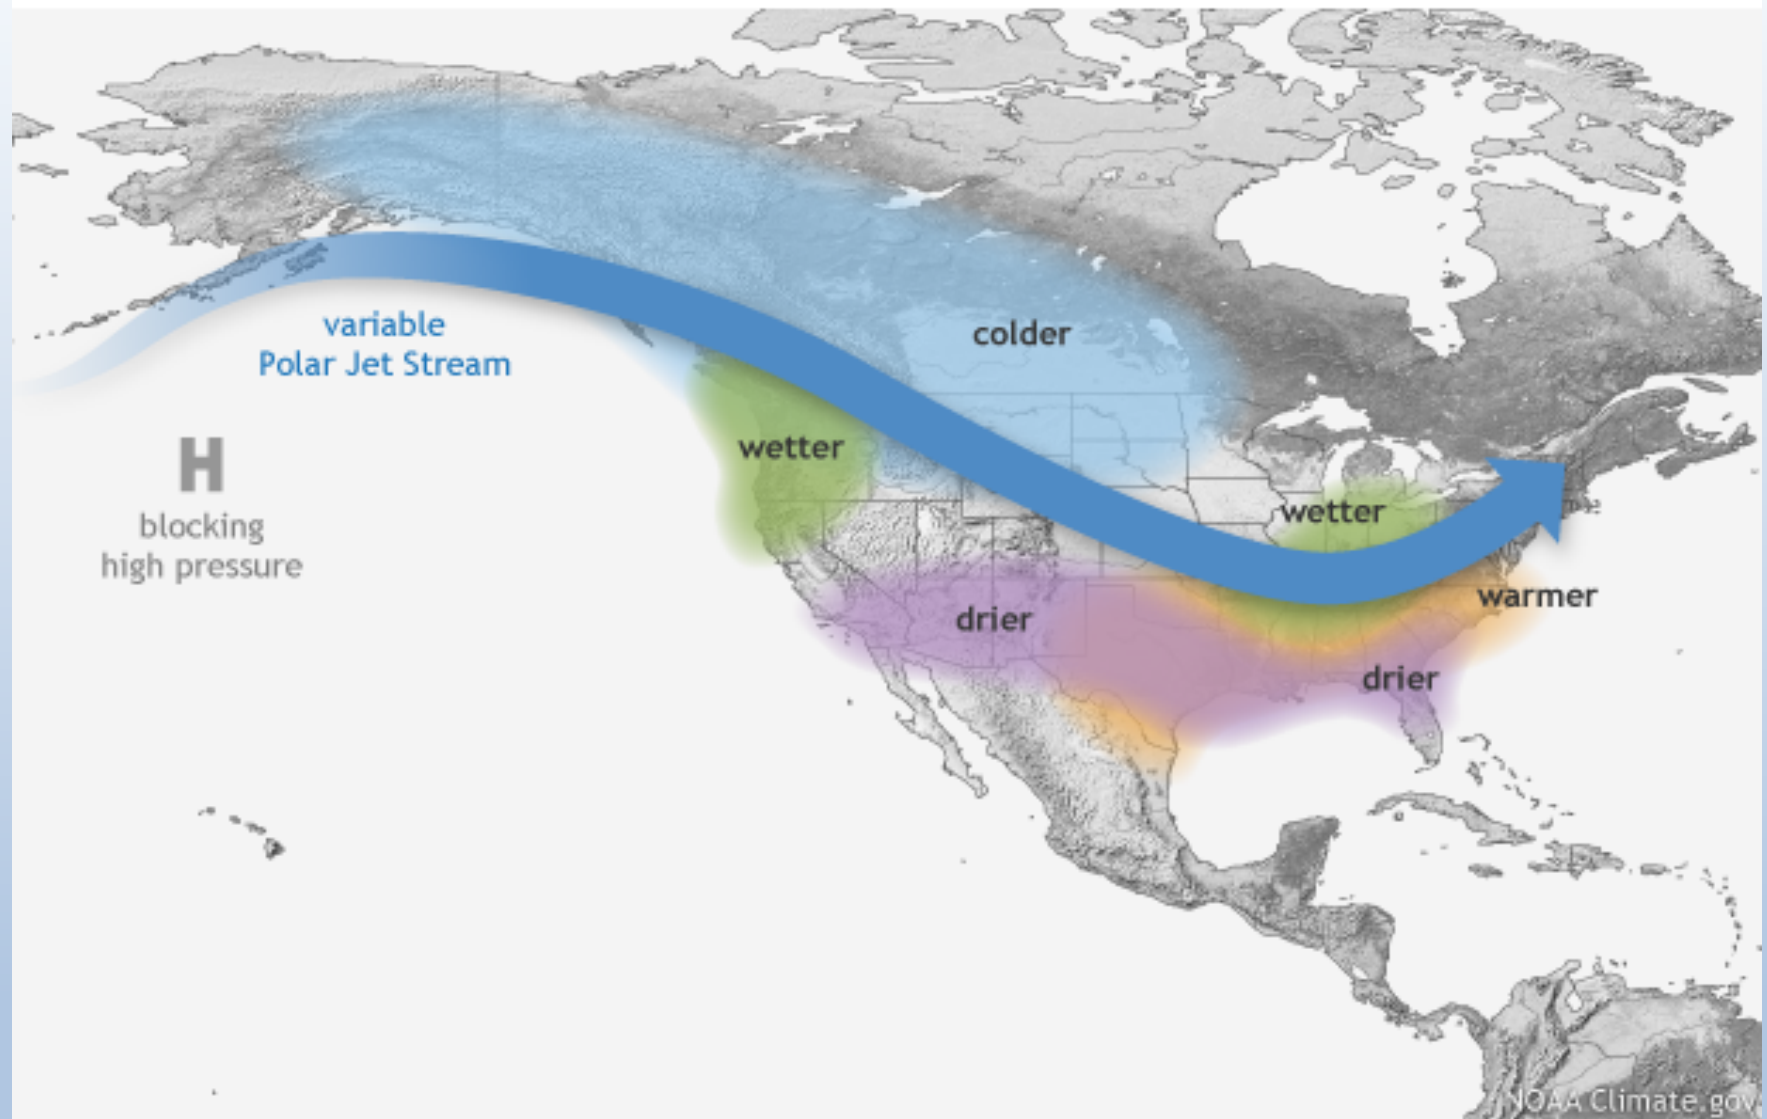 variable
Polar Jet Stream
colder
wetter
H
blocking
high pressure
wetter
warmer
drier
drier
NOAA Climate.gov